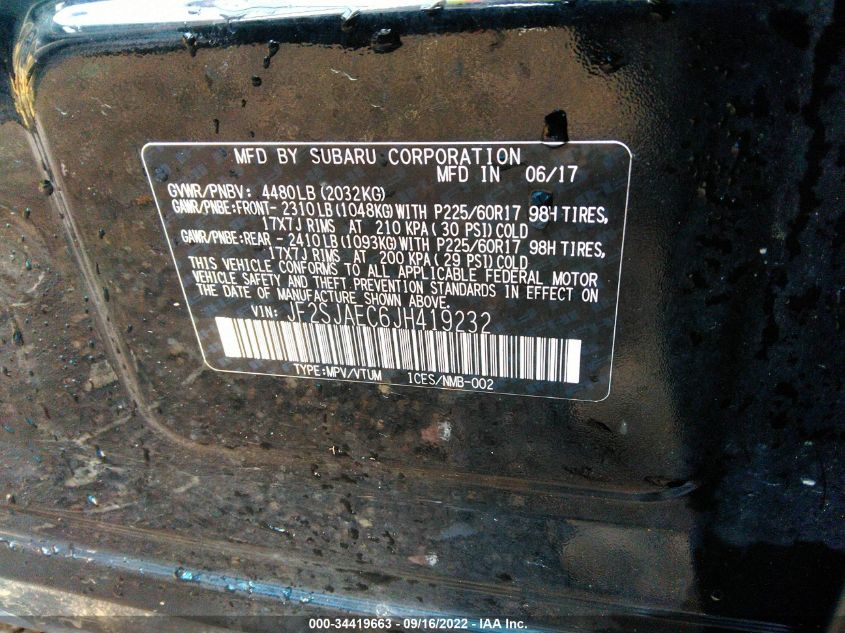 MFD BY SUBARU CORPORATION
MFD IN 06/17
GVWR/PNBV: 4480LB (2032KG)
GAWR/PNBE:FRONT- 2310LB (1048KG) WITH P225/60R17 98H TIRES,
17X7J RIMS AT 210 KPA (30 PSI) COLD
GAWR/PNBE:REAR - 2410LB (1093KG) WITH P225/60R17 98H TIRES,
17X7J RIMS AT 200 KPA (29 PSI) COLD
THIS VEHICLE CONFORMS TO ALL APPLICABLE FEDERAL MOTOR
VEHICLE SAFETY AND THEFT PREVENTION STANDARDS IN EFFECT ON
THE DATE OF MANUFACTURE SHOWN ABOVE.
VIN: JF2SJAEC6JH419232
TYPE:MPV/VTUM 1CES/NMB-002
000-34419663 - 09/16/2022 - IAA Inc.